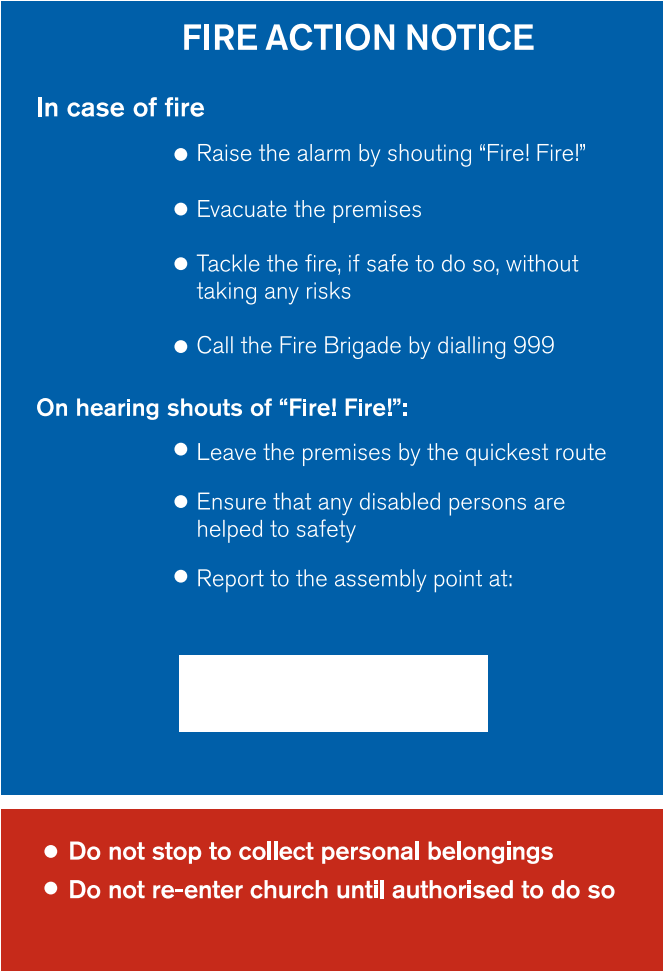 FIRE ACTION NOTICE
In case of fire
● Raise the alarm by shouting “Fire! Fire!”
● Evacuate the premises
● Tackle the fire, if safe to do so, without
taking any risks
● Call the Fire Brigade by dialling 999
On hearing shouts of “Fire! Fire!”:
● Leave the premises by the quickest route
● Ensure that any disabled persons are
helped to safety
● Report to the assembly point at:
● Do not stop to collect personal belongings
● Do not re-enter church until authorised to do so